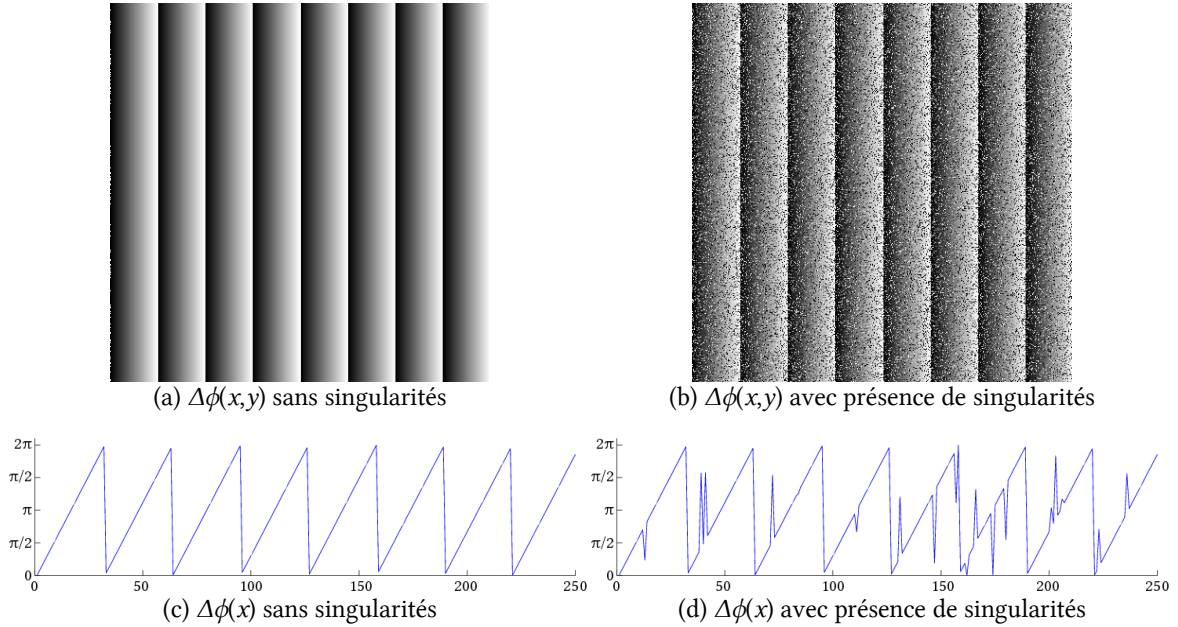 (a) Δϕ(x,y) sans singularités
(b) Δϕ(x,y) avec présence de singularités
2π
π/2
π
π/2
0
0 50 100 150 200 250
(c) Δϕ(x) sans singularités
2π
π/2
π
π/2
0
0 50 100 150 200 250
(d) Δϕ(x) avec présence de singularités